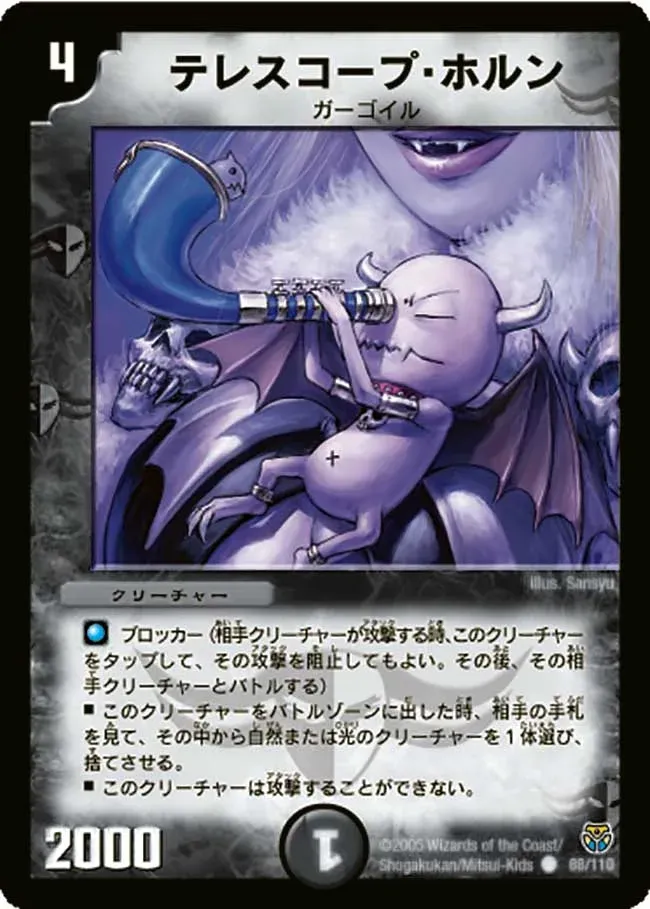 4
テレスコープ・ホルン
ガーゴイル
illus. Sansyu
クリーチャー
ブロッカー(相手クリーチャーが攻撃する時、このクリーチャー
をタップして、その攻撃を阻止してもよい。その後、その相
手クリーチャーとバトルする)
■ このクリーチャーをバトルゾーンに出した時、相手の手札
を見て、その中から自然または光のクリーチャーを1体選び、
捨てさせる。
■ このクリーチャーは攻撃することができない。
2000
1
©2005 Wizards of the Coast/
Shogakukan/Mitsui-Kids
88/110